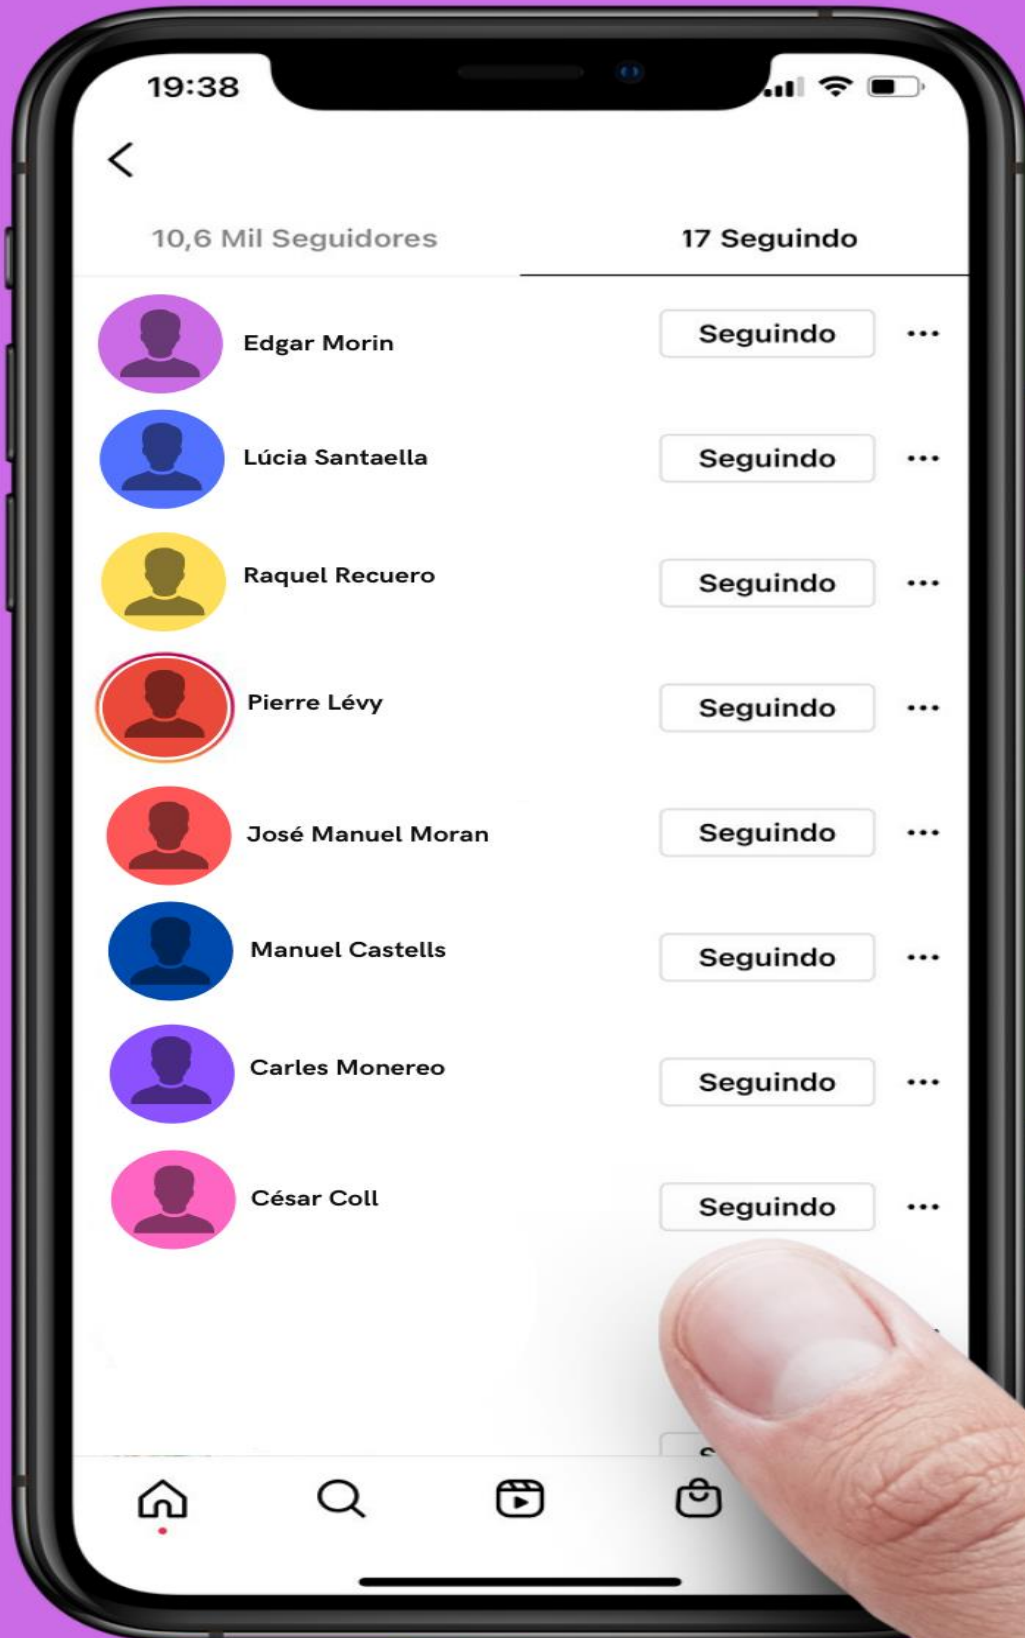 19:38
10,6 Mil Seguidores 17 Seguindo
Edgar Morin Seguindo
Lúcia Santaella Seguindo
Raquel Recuero Seguindo
Pierre Lévy Seguindo
José Manuel Moran Seguindo
Manuel Castells Seguindo
Carles Monereo Seguindo
César Coll Seguindo